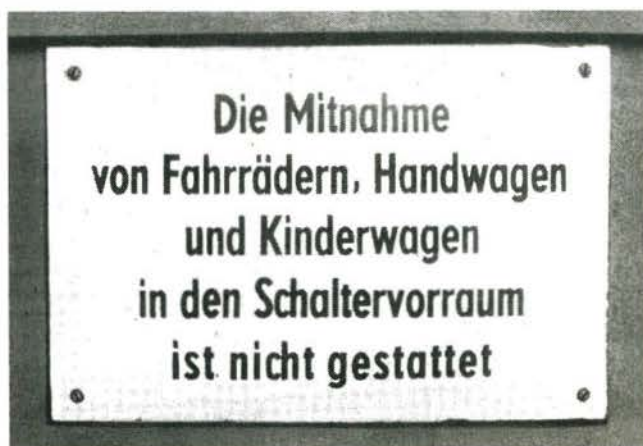 Die Mitnahme
von Fahrrädern, Handwagen
und Kinderwagen
in den Schaltervorraum
ist nicht gestattet